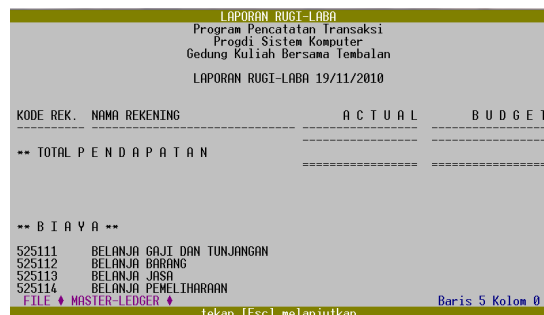 LAPORAN RUGI-LABA
Program Pencatatan Transaksi
Progdi Sistem Komputer
Gedung Kuliah Bersama Tembalan
LAPORAN RUGI-LABA 19/11/2010
KODE REK. NAMA REKENING A C T U A L B U D G E T
** TOTAL P E N D A P A T A N
** B I A Y A **
525111 BELANJA GAJI DAN TUNJANGAN
525112 BELANJA BARANG
525113 BELANJA JASA
525114 BELANJA PEMELIHARAAN
FILE ♦ MASTER-LEDGER ♦ Baris 5 Kolom 0
tekan [Esc] melanjutkan